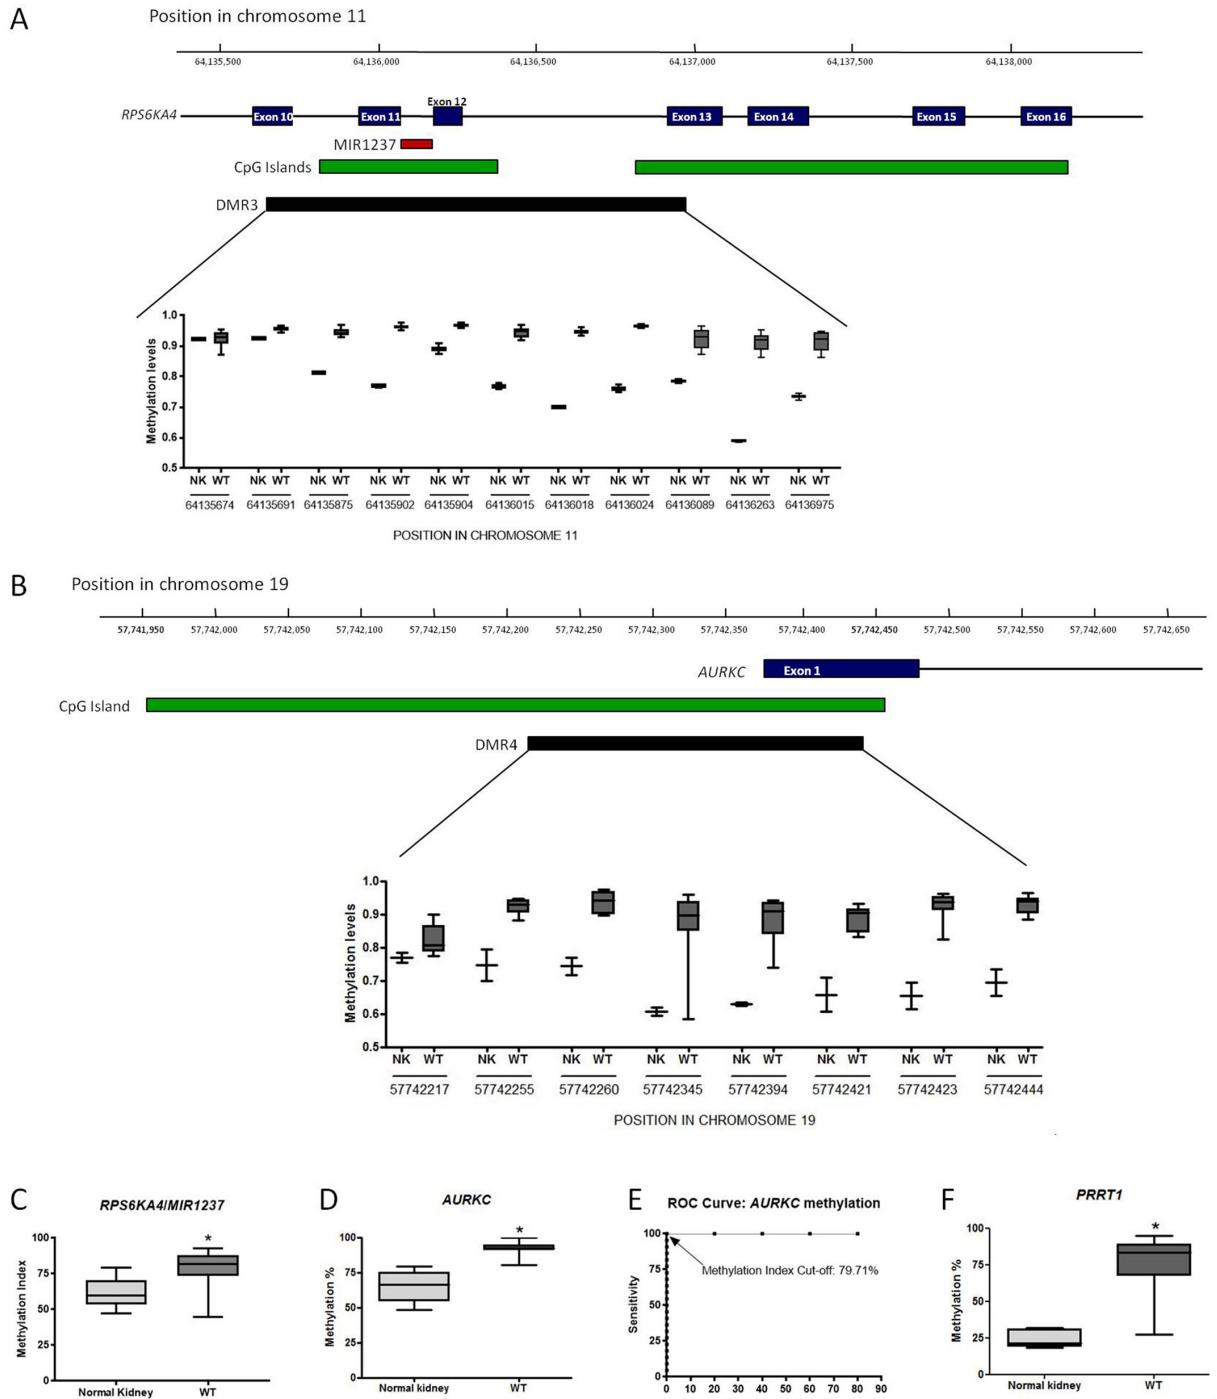 A
Position in chromosome 11
64,135,500 64,136,000 64,136,500 64,137,000 64,137,500 64,138,000
Exon 12
RPS6KA4 Exon 10 Exon 11 Exon 13 Exon 14 Exon 15 Exon 16
MIR1237
CpG Islands
DMR3
1.0
0.9
0.8
0.7
0.6
0.5
Methylation levels
NK WT NK WT NK WT NK WT NK WT NK WT NK WT NK WT NK WT NK WT NK WT
64135674 64135691 64135875 64135902 64135904 64136015 64136018 64136024 64136089 64136263 64136975
POSITION IN CHROMOSOME 11
B
Position in chromosome 19
57,741,950 57,742,000 57,742,050 57,742,100 57,742,150 57,742,200 57,742,250 57,742,300 57,742,350 57,742,400 57,742,450 57,742,500 57,742,550 57,742,600 57,742,650
AURKC Exon 1
CpG Island
DMR4
1.0
0.9
0.8
0.7
0.6
0.5
Methylation levels
NK WT NK WT NK WT NK WT NK WT NK WT NK WT NK WT
57742217 57742255 57742260 57742345 57742394 57742421 57742423 57742444
POSITION IN CHROMOSOME 19
C
RPS6KA4/MIR1237
*
100
75
50
25
0
Methylation Index
Normal Kidney WT
D
AURKC
*
100
75
50
25
0
Methylation %
Normal kidney WT
E
ROC Curve: AURKC methylation
100
75
50
25
0
Sensitivity
Methylation Index Cut-off: 79.71%
0 10 20 30 40 50 60 70 80 90
F
PRRT1
*
100
75
50
25
0
Methylation %
Normal kidney WT